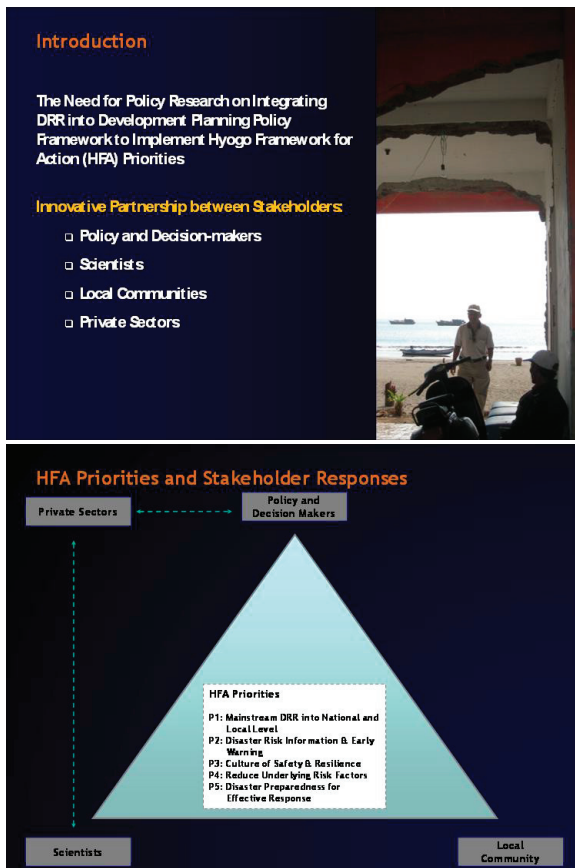 Introduction
The Need for Policy Research on Integrating
DRR into Development Planning Policy
Framework to Implement Hyogo Framework for
Action (HFA) Priorities
Innovative Partnership between Stakeholders:
Policy and Decision-makers
Scientists
Local Communities
Private Sectors
HFA Priorities and Stakeholder Responses
Private Sectors
Policy and
Decision Makers
HFA Priorities
P1: Mainstream DRR into National and
Local Level
P2: Disaster Risk Information & Early
Warning
P3: Culture of Safety & Resilience
P4: Reduce Underlying Risk Factors
P5: Disaster Preparedness for
Effective Response
Scientists
Local
Community